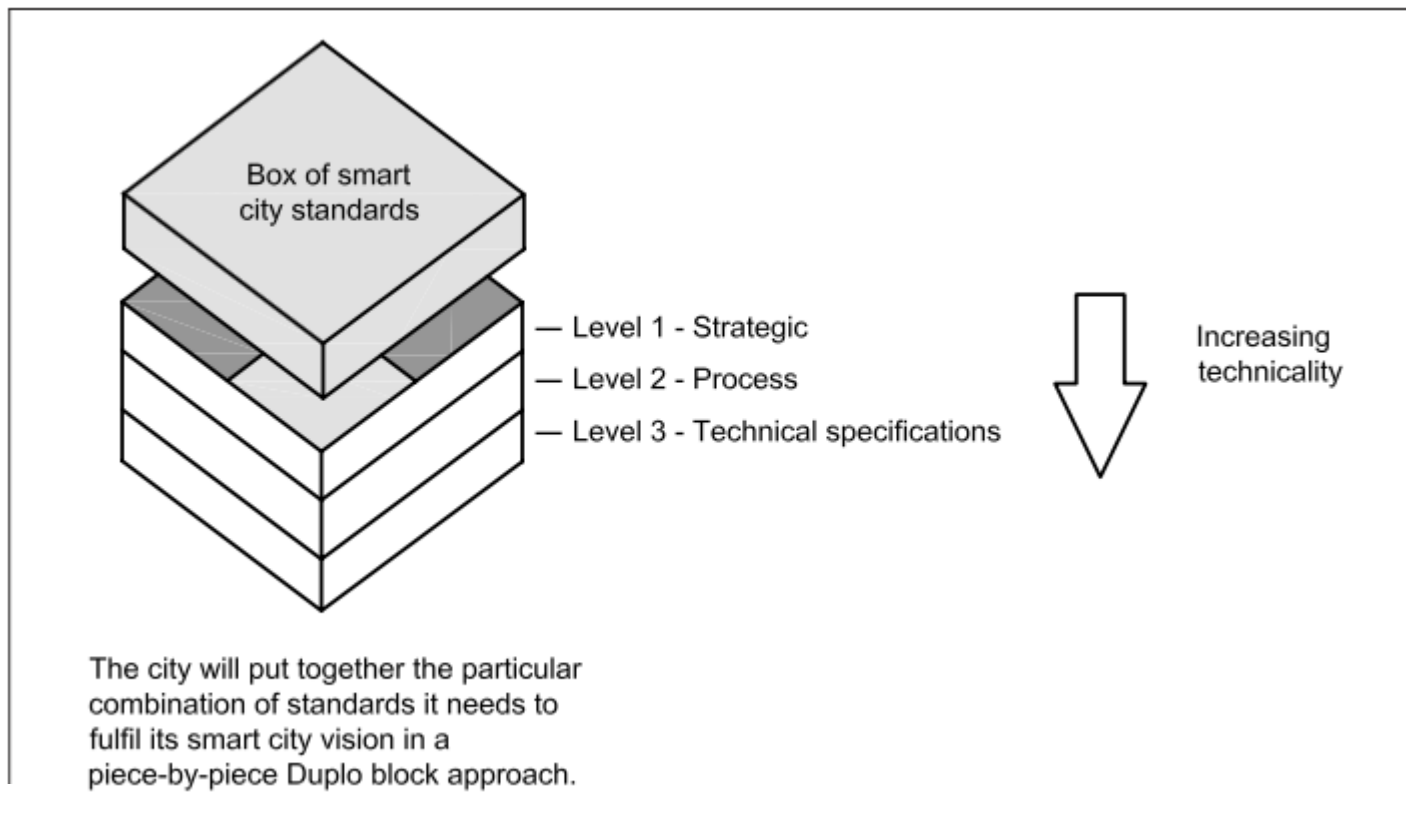 Box of smart
city standards
— Level 1 - Strategic
— Level 2 - Process
— Level 3 - Technical specifications
Increasing
technicality
The city will put together the particular
combination of standards it needs to
fulfil its smart city vision in a
piece-by-piece Duplo block approach.